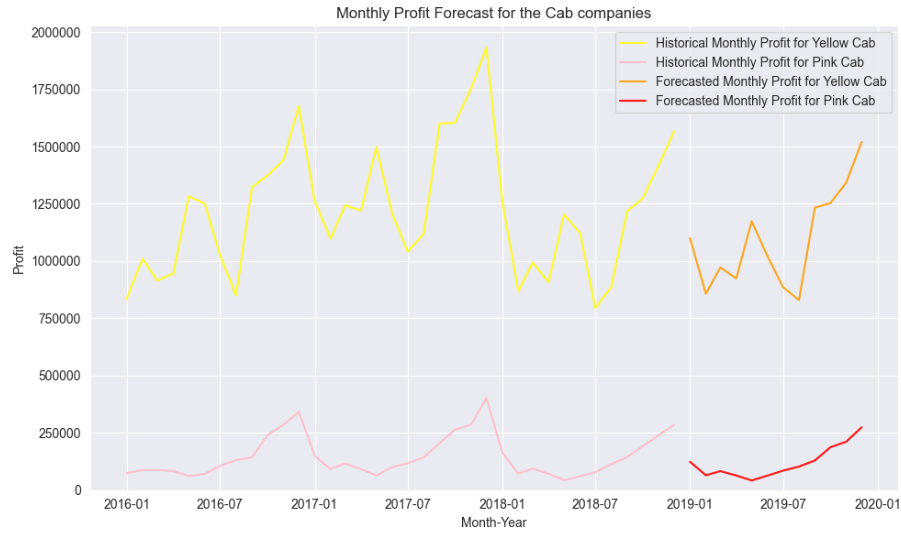 Monthly Profit Forecast for the Cab companies
2000000
1750000
1500000
1250000
1000000
750000
500000
250000
0
Profit
Historical Monthly Profit for Yellow Cab
Historical Monthly Profit for Pink Cab
Forecasted Monthly Profit for Yellow Cab
Forecasted Monthly Profit for Pink Cab
2016-01 2016-07 2017-01 2017-07 2018-01 2018-07 2019-01 2019-07 2020-01
Month-Year